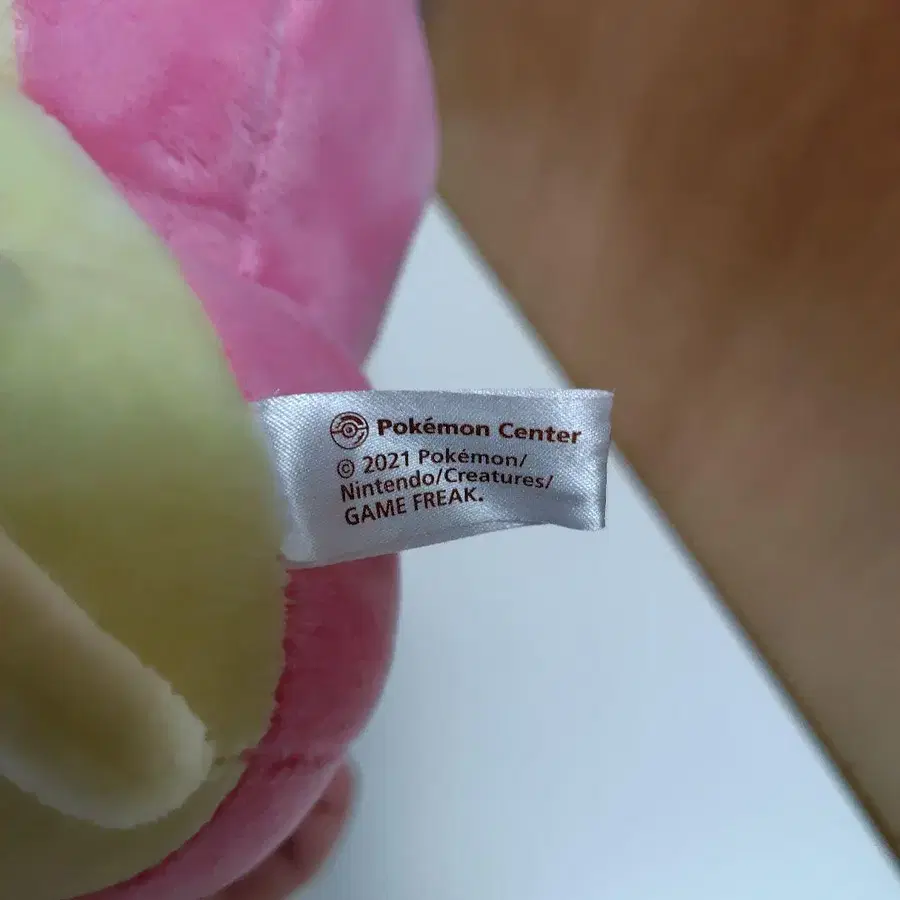 Pokémon Center
© 2021 Pokémon/
Nintendo/Creatures/
GAME FREAK.